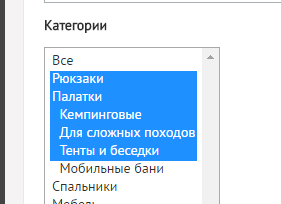 Категории
Все
Рюкзаки
Палатки
Кемпинговые
Для сложных походов
Тенты и беседки
Мобильные бани
Спальники